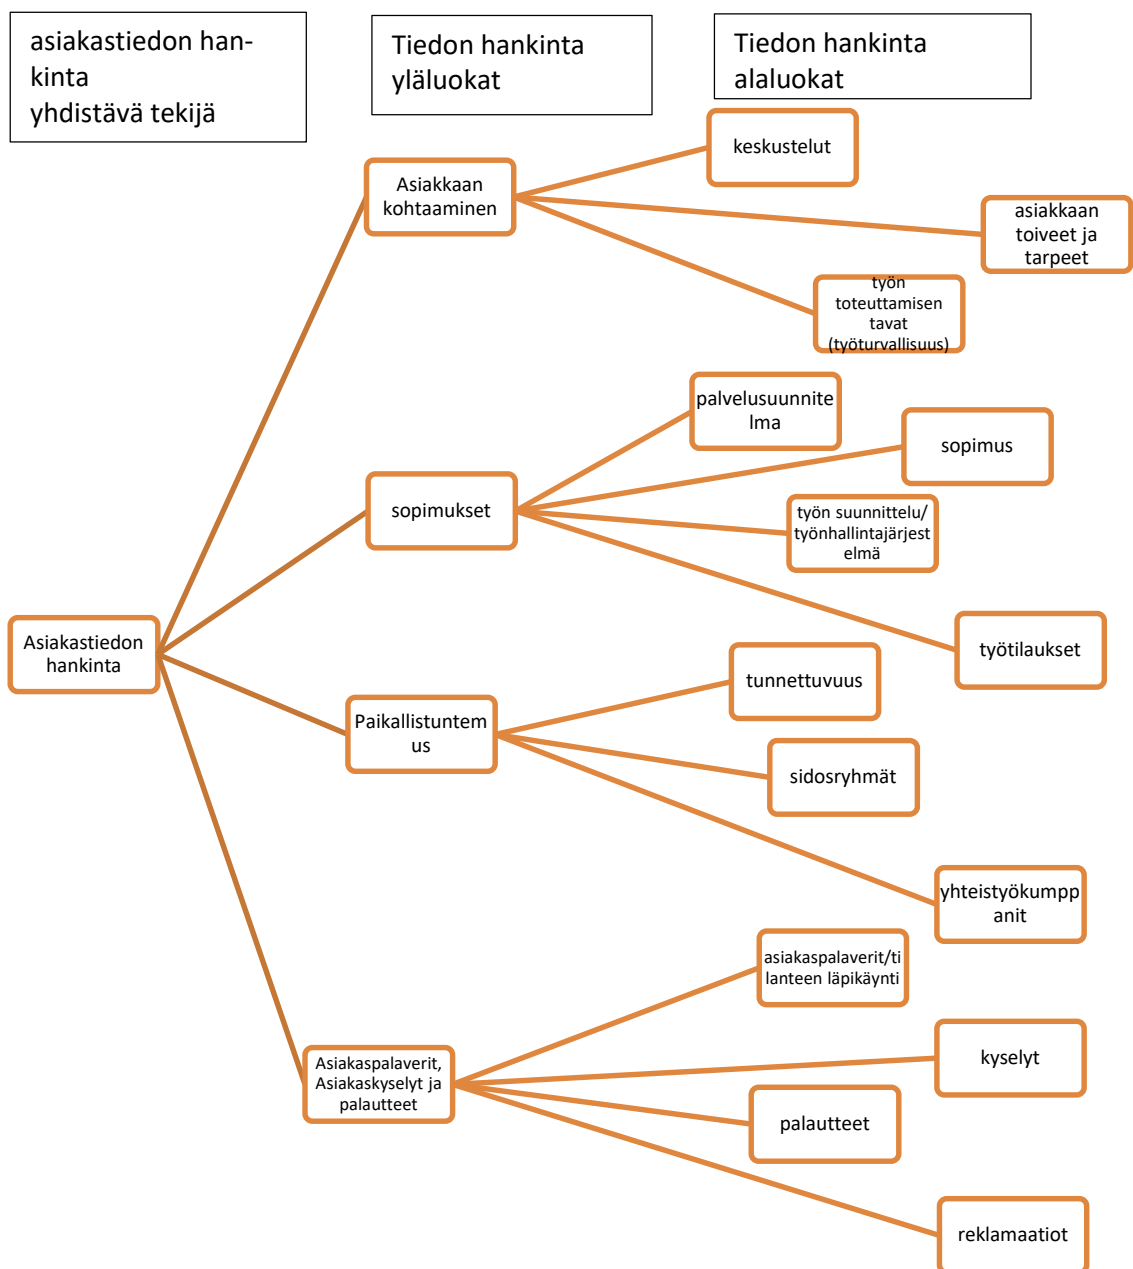 asiakastiedon han-
kinta
yhdistävä tekijä
Tiedon hankinta
yläluokat
Tiedon hankinta
alaluokat
keskustelut
Asiakkaan
kohtaaminen
asiakkaan
toiveet ja
tarpeet
työn
toteuttamisen
tavat
(työturvallisuus)
palvelusuunnite
lma
sopimus
sopimukset
työn suunnittelu/
työnhallintajärjest
elmä
Asiakastiedon
hankinta
työtilaukset
tunnettuvuus
Paikallistuntem
us
sidosryhmät
yhteistyökumpp
anit
asiakaspalaverit/ti
lanteen läpikäynti
Asiakaspalaverit,
Asiakaskyselyt ja
palautteet
kyselyt
palautteet
reklamaatiot